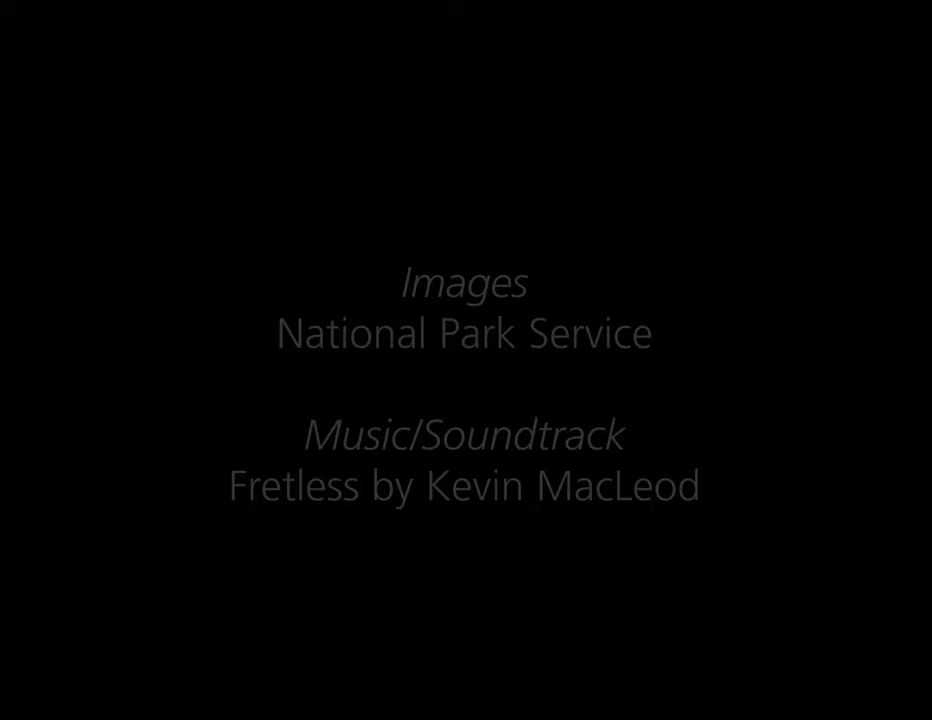 Images
National Park Service
Music/Soundtrack
Fretless by Kevin MacLeod